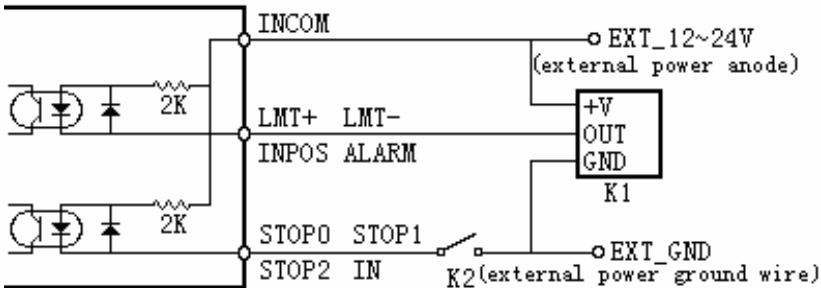 INCOM
EXT_12~24V
(external power anode)
2K
LMT+ LMT-
INPOS ALARM
+V
OUT
GND
K1
2K
STOP0 STOP1
STOP2 IN
K2
EXT_GND
(external power ground wire)